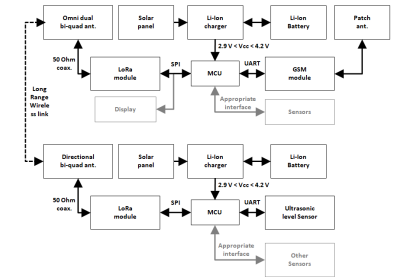 Omni dual
bi-quad ant.
Solar
panel
Li-Ion
charger
Li-Ion
Battery
Patch
ant.
50 Ohm
coax.
2.9 V < Vcc < 4.2 V
LoRa
module
SPI
MCU
UART
GSM
module
Long
Range
Wirele
ss link
Display
Appropriate
interface
Sensors
Directional
bi-quad ant.
Solar
panel
Li-Ion
charger
Li-Ion
Battery
50 Ohm
coax.
2.9 V < Vcc < 4.2 V
LoRa
module
SPI
MCU
UART
Ultrasonic
level Sensor
Appropriate
interface
Other
Sensors